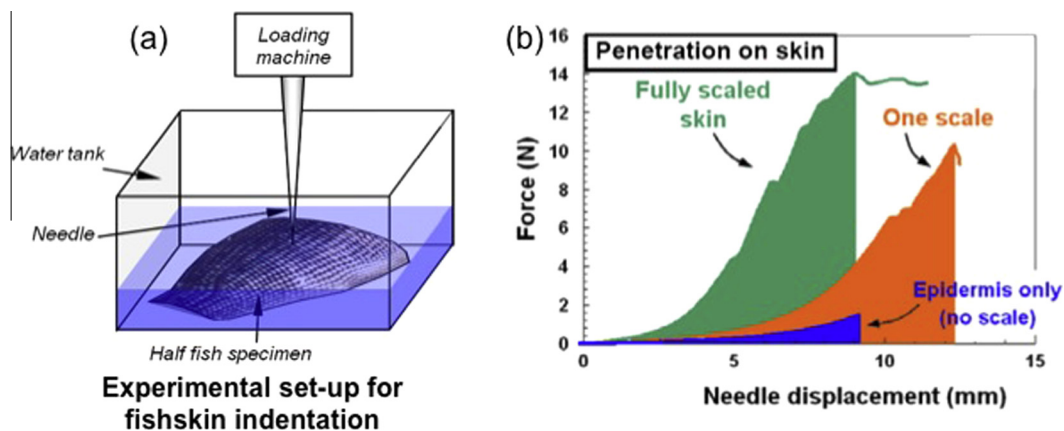 (a)
Loading
machine
Water tank
Needle
Half fish specimen
Experimental set-up for
fishskin indentation
(b)
Penetration on skin
Fully scaled
skin
One scale
Epidermis only
(no scale)
Force (N)
16
14
12
10
8
6
4
2
0
0
5
10
15
Needle displacement (mm)